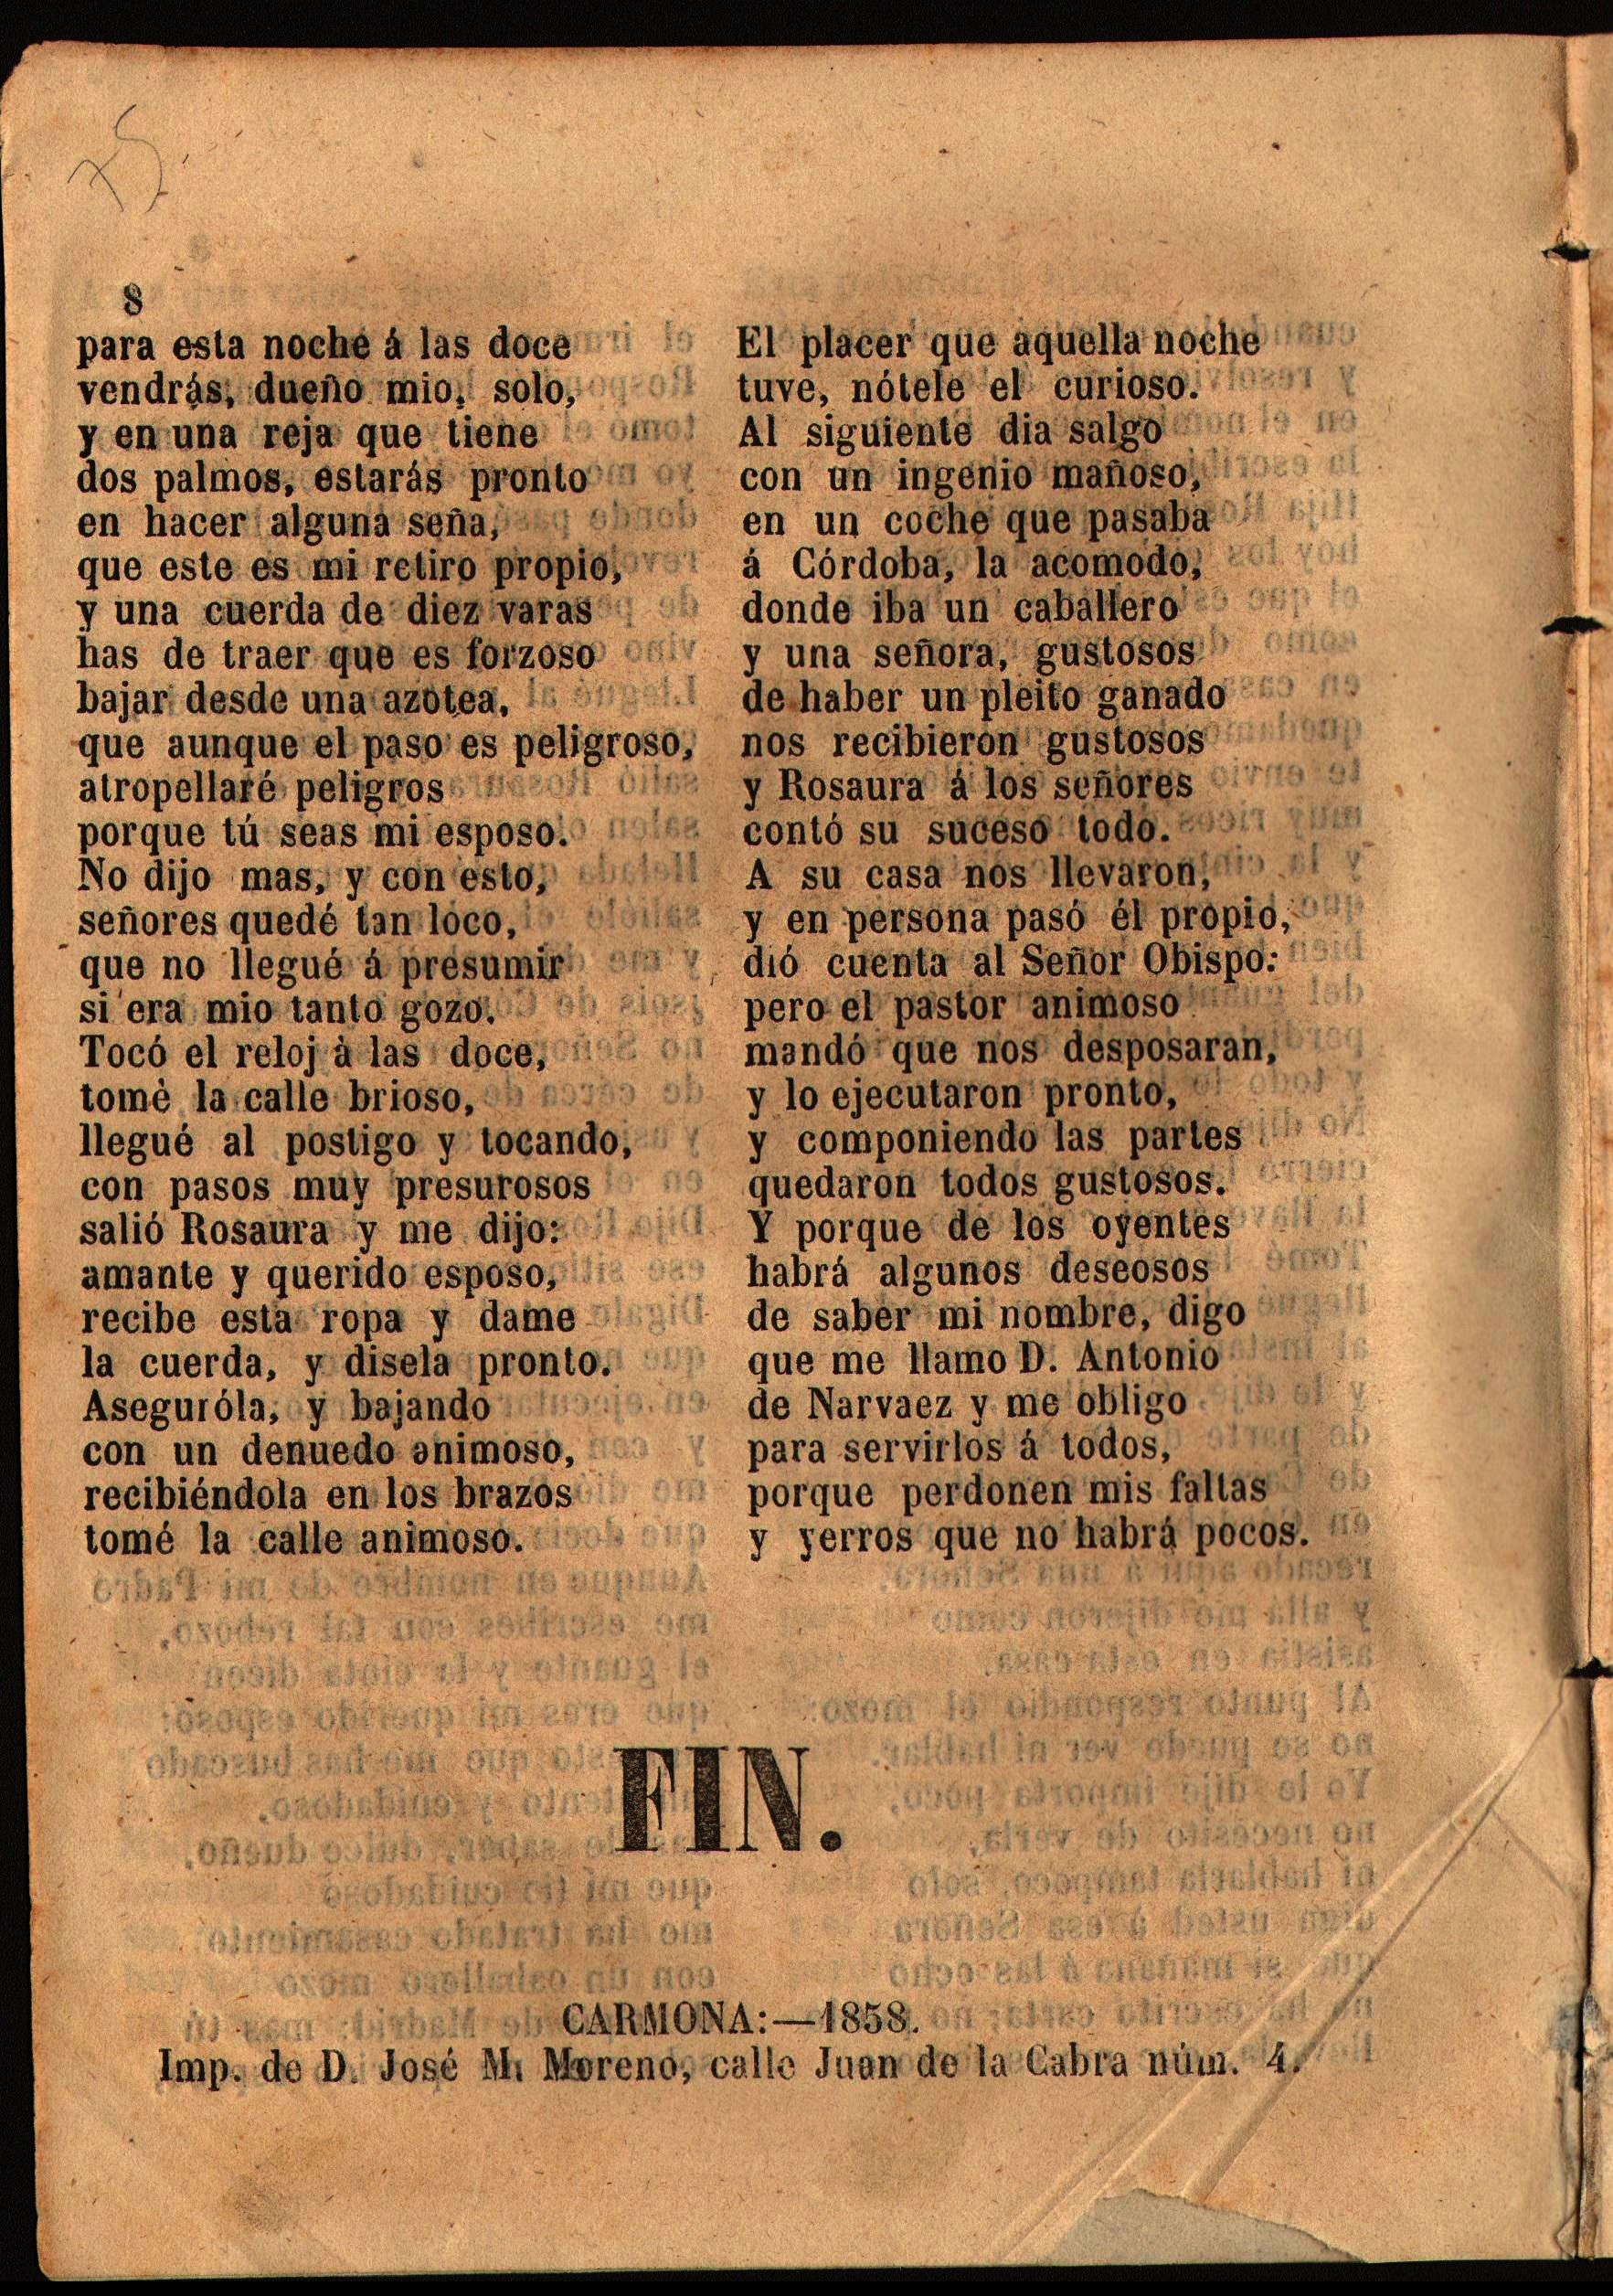 8
para esta noche á las doce
vendrás, dueño mio, solo,
y en una reja que tiene
dos palmos, estarás pronto
en hacer alguna seña,
que este es mi retiro propio,
y una cuerda de diez varas
has de traer que es forzoso
bajar desde una azotea,
que aunque el paso es peligroso,
atropellaré peligros
porque tú seas mi esposo.
No dijo mas, y con esto,
señores quedé tan loco,
que no llegué á presumir
si era mio tanto gozo.
Tocó el reloj à las doce,
tomé la calle brioso,
llegué al postigo y tocando,
con pasos muy presurosos
salió Rosaura y me dijo:
amante y querido esposo,
recibe esta ropa y dame
la cuerda, y disela pronto.
Aseguróla, y bajando
con un denuedo animoso,
recibiéndola en los brazos
tomé la calle animoso.
El placer que aquella noche
tuve, nótele el curioso.
Al siguiente dia salgo
con un ingenio mañoso,
en un coche que pasaba
á Córdoba, la acomodo,
donde iba un caballero
y una señora, gustosos
de haber un pleito ganado
nos recibieron gustosos
y Rosaura á los señores
contó su suceso todo.
A su casa nos llevaron,
y en persona pasó él propio,
dió cuenta al Señor Obispo:
pero el pastor animoso
mandó que nos desposaran,
y lo ejecutaron pronto,
y componiendo las partes
quedaron todos gustosos.
Y porque de los oyentes
habrá algunos deseosos
de saber mi nombre, digo
que me llamo D. Antonio
de Narvaez y me obligo
para servirlos á todos,
porque perdonen mis faltas
y yerros que no habrá pocos.
FIN.
CARMONA:—1858.
Imp. de D. José M. Moreno, calle Juan de la Cabra núm. 4.